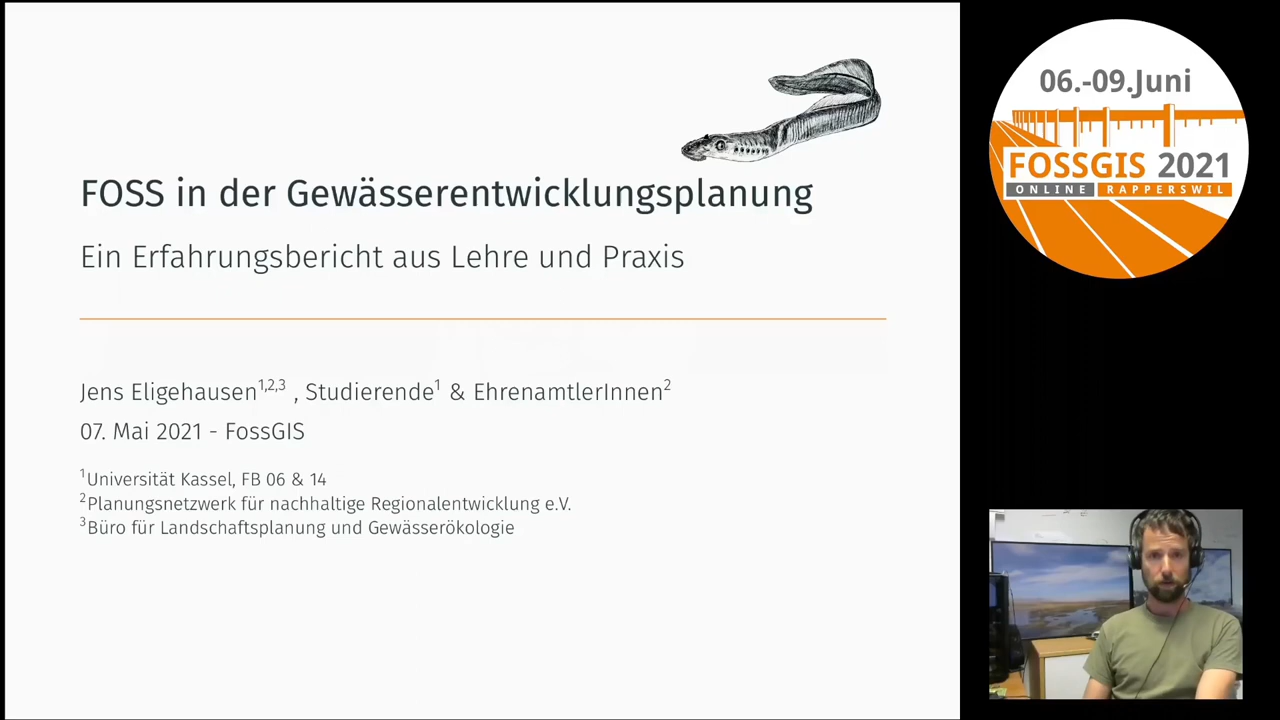 FOSS in der Gewässerentwicklungsplanung
Ein Erfahrungsbericht aus Lehre und Praxis
Jens Eligehausen1,2,3 , Studierende1 & EhrenamtlerInnen2
07. Mai 2021 - FossGIS
1Universität Kassel, FB 06 & 14
2Planungsnetzwerk für nachhaltige Regionalentwicklung e.V.
3Büro für Landschaftsplanung und Gewässerökologie
06.-09.Juni
FOSSGIS 2021
ONLINE RAPPERSWIL